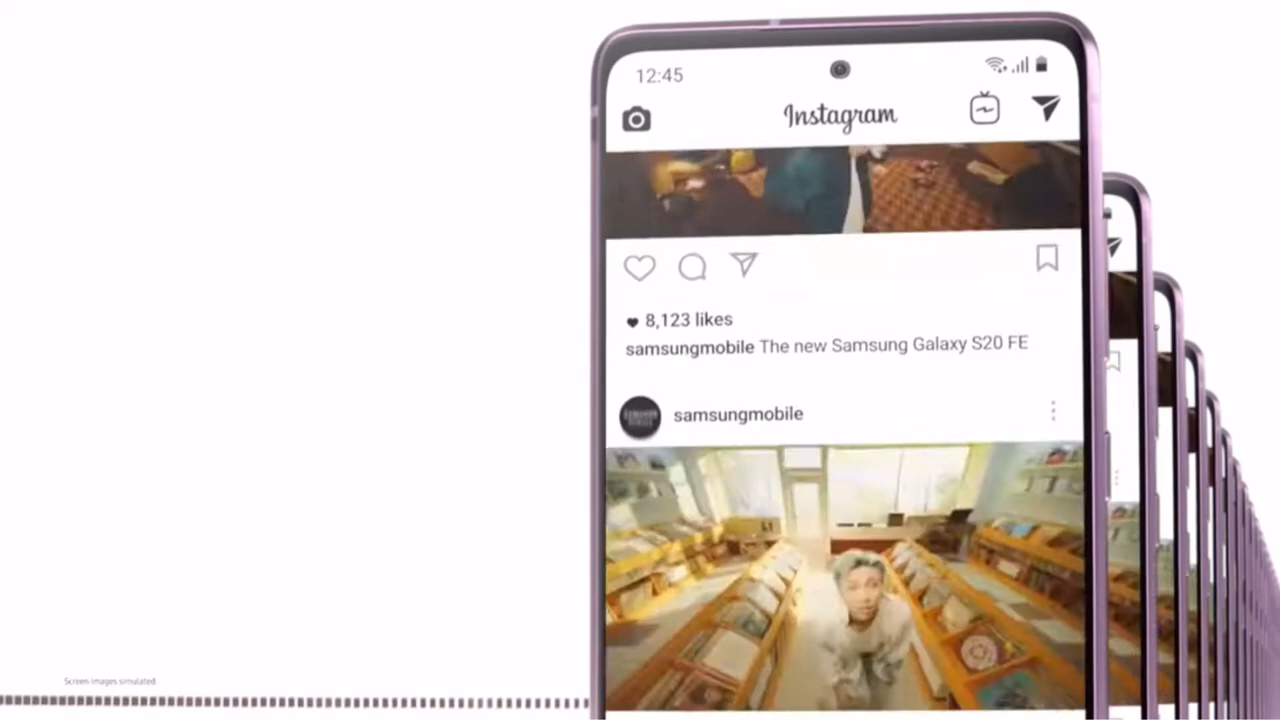 12:45
Instagram
8,123 likes
samsungmobile The new Samsung Galaxy S20 FE
samsungmobile
Screen images simulated.